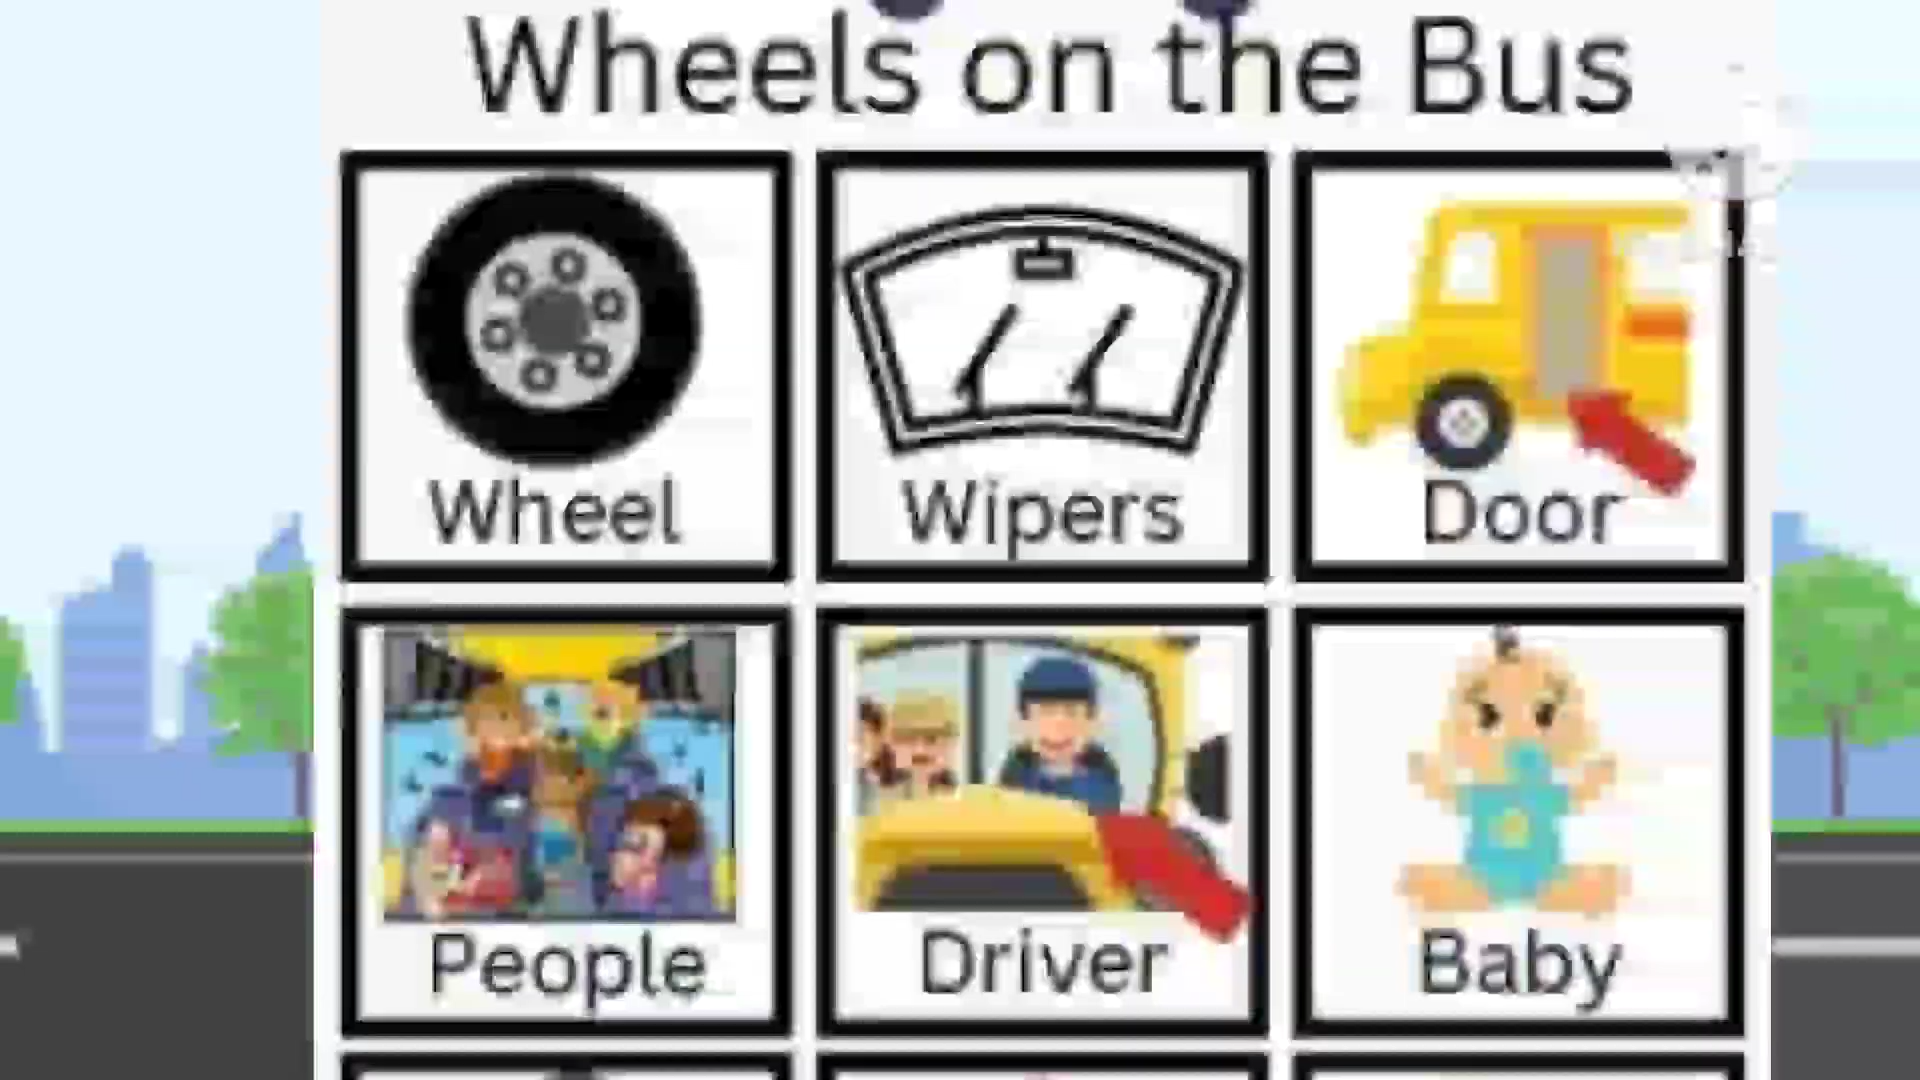 Wheels on the Bus
Wheel
Wipers
Door
People
Driver
Baby